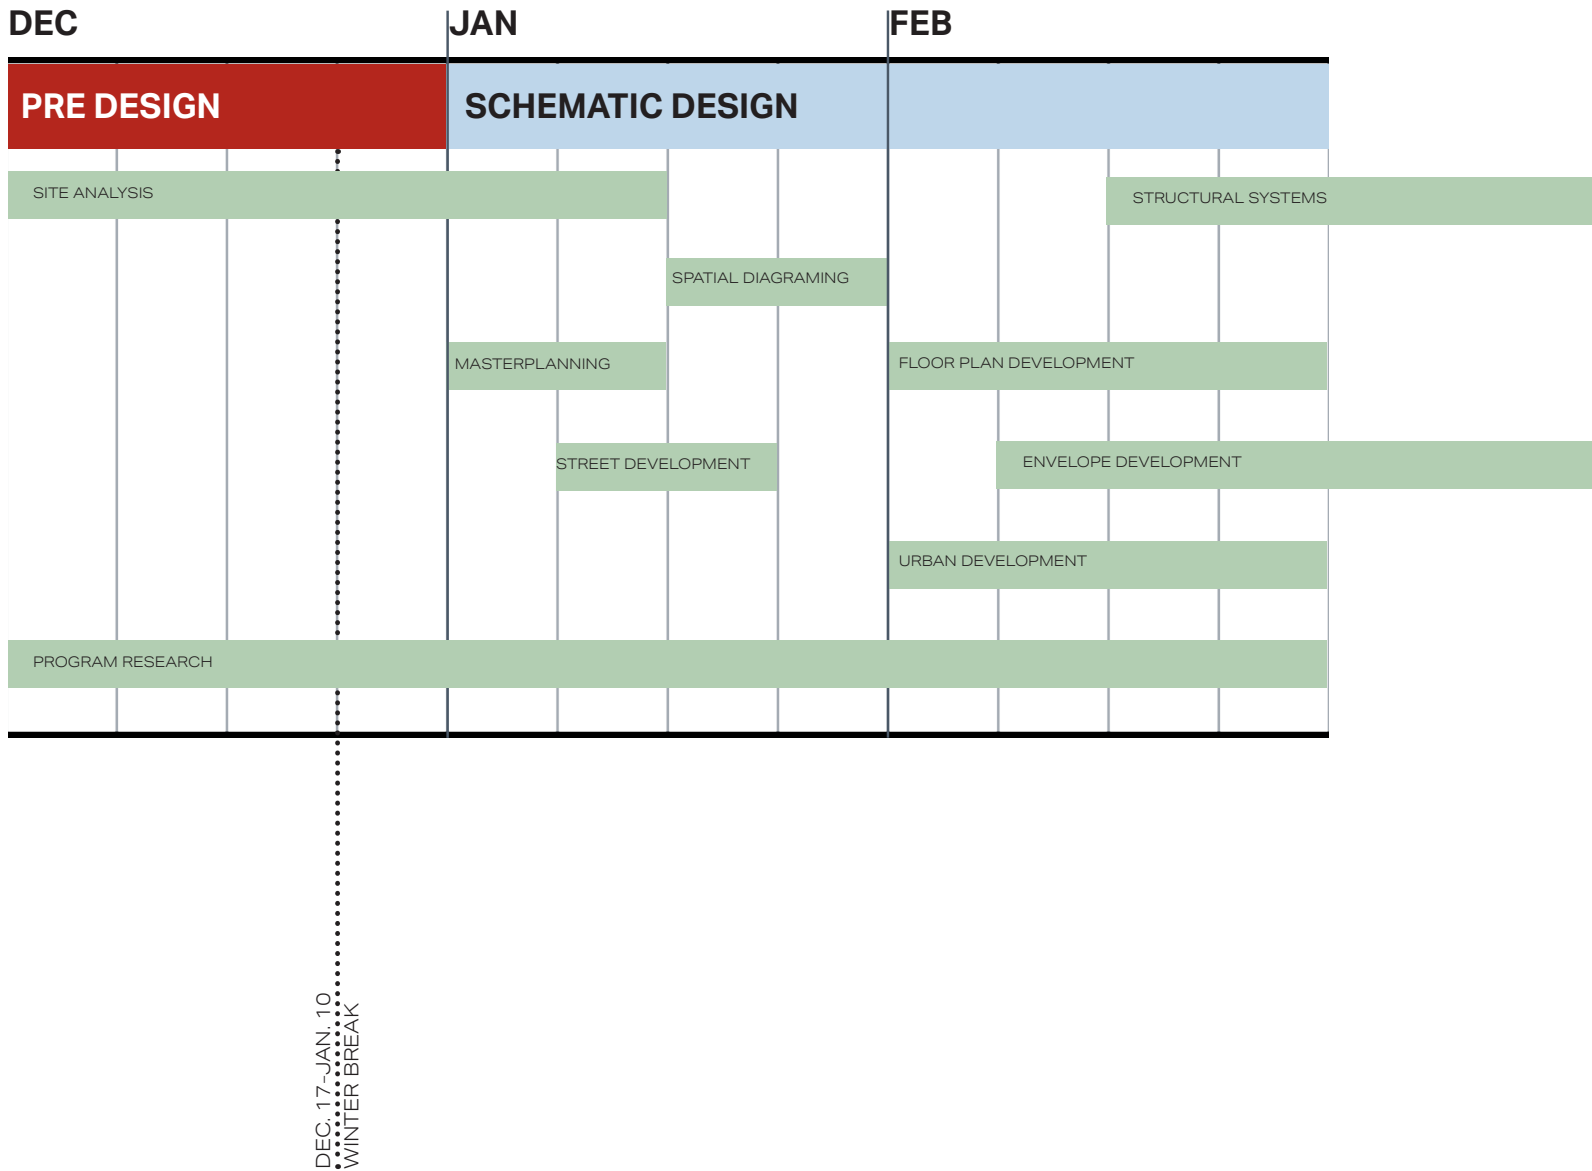 DEC
JAN
FEB
PRE DESIGN
SCHEMATIC DESIGN
SITE ANALYSIS
STRUCTURAL SYSTEMS
SPATIAL DIAGRAMING
MASTERPLANNING
FLOOR PLAN DEVELOPMENT
STREET DEVELOPMENT
ENVELOPE DEVELOPMENT
URBAN DEVELOPMENT
PROGRAM RESEARCH
DEC. 17-JAN. 10
WINTER BREAK